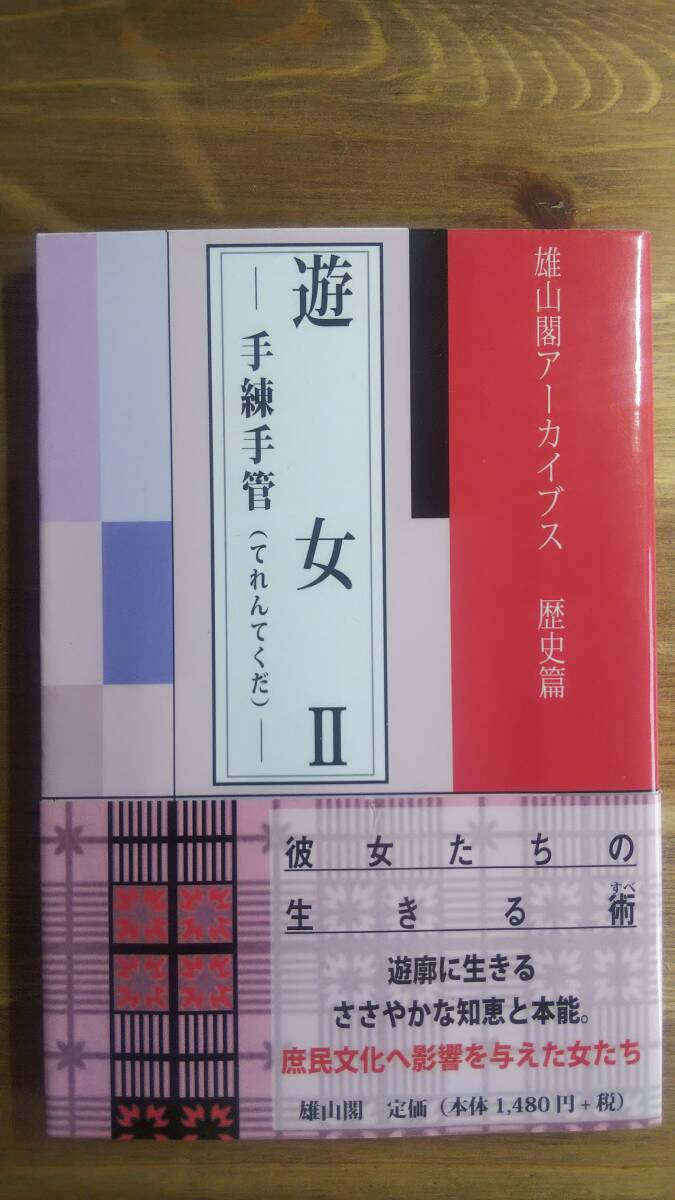 雄山閣アーカイブス 歴史篇
遊女Ⅱ
―手練手管(てれんてくだ)―
彼女たちの
生きる術
すべ
遊廓に生きる
ささやかな知恵と本能。
庶民文化へ影響を与えた女たち
雄山閣 定価(本体1,480円+税)